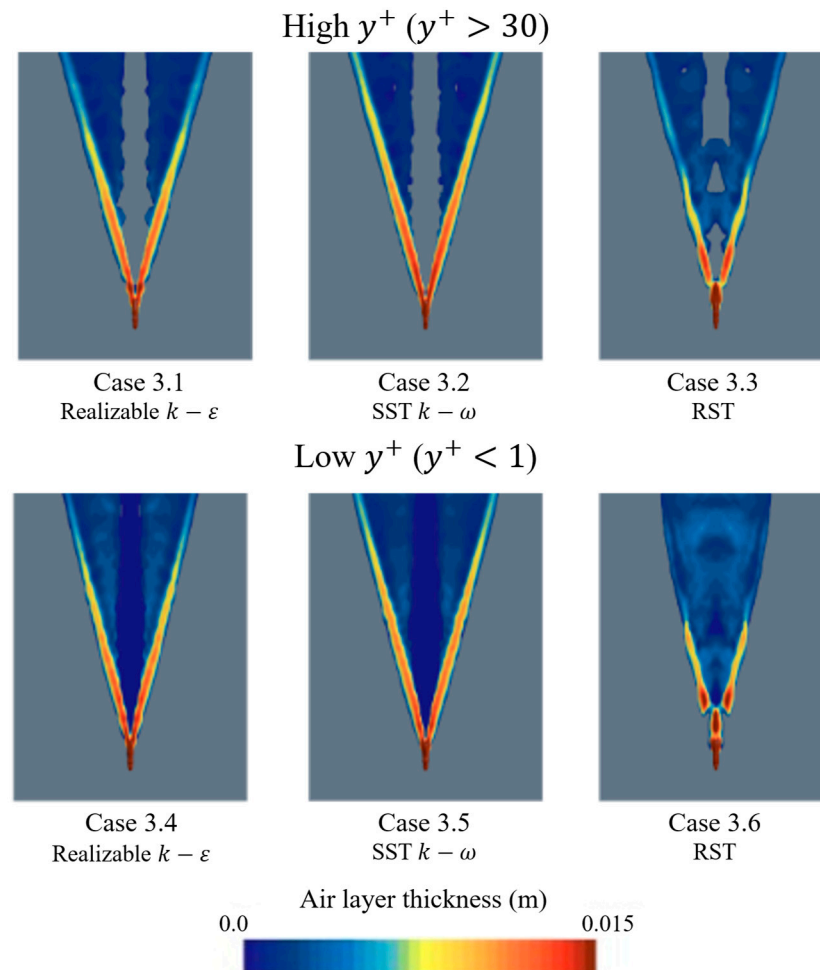 High y⁺ (y⁺ > 30)
Case 3.1
Realizable k − ε
Case 3.2
SST k − ω
Case 3.3
RST
Low y⁺ (y⁺ < 1)
Case 3.4
Realizable k − ε
Case 3.5
SST k − ω
Case 3.6
RST
Air layer thickness (m)
0.0
0.015